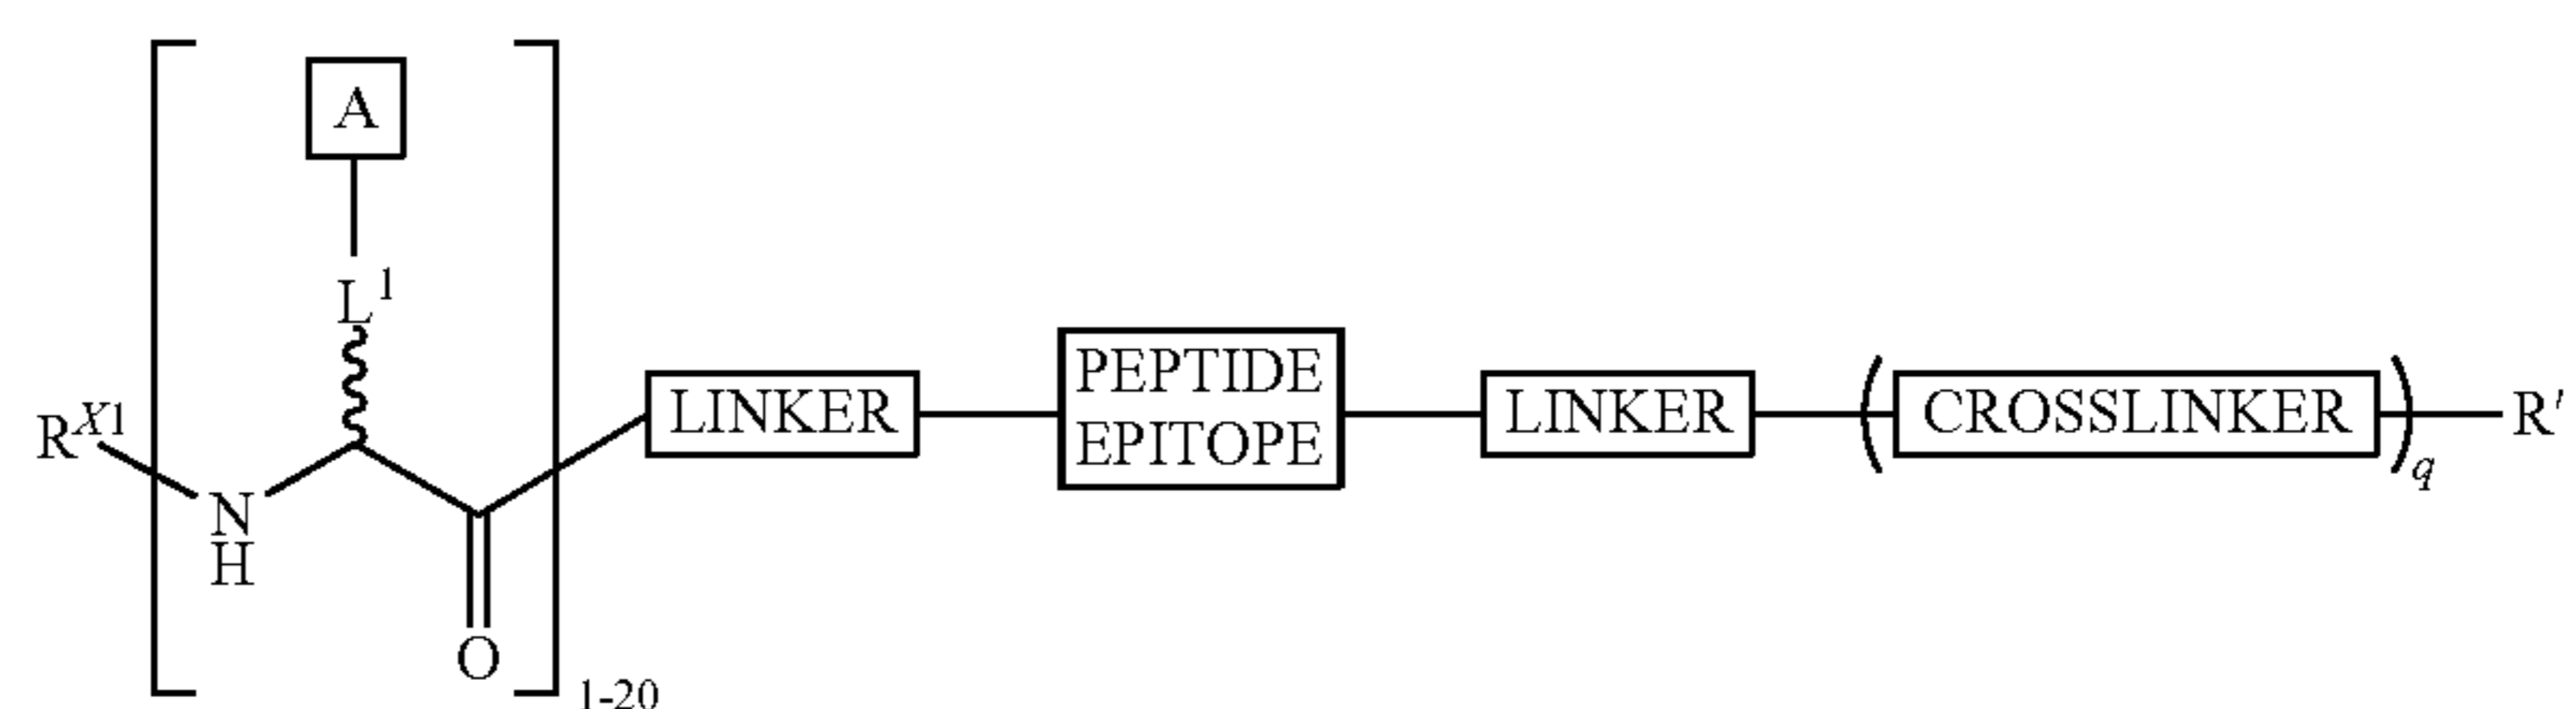 A
L1
RX1
N
H
O
1-20
LINKER
PEPTIDE
EPITOPE
LINKER
(CROSSLINKER)q
R'